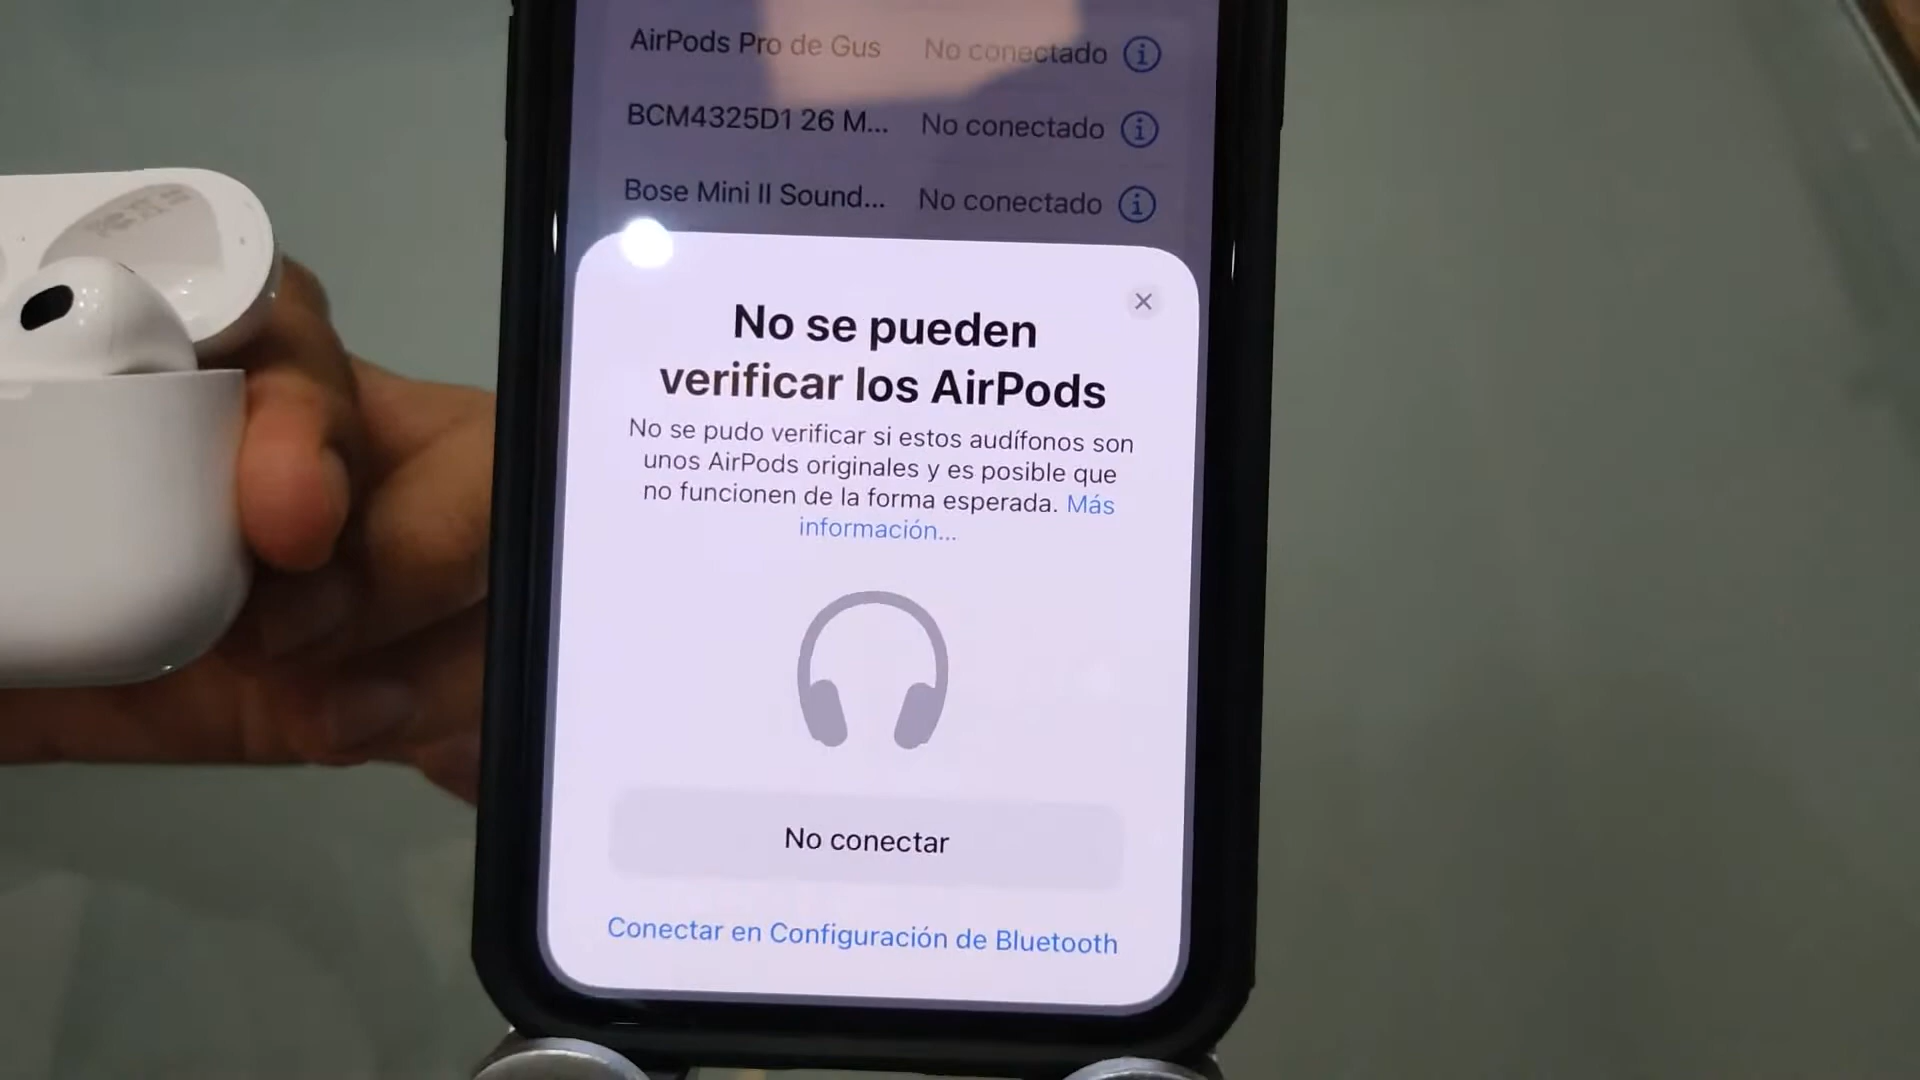 AirPods Pro de Gus No conectado
BCM4325D1 26 M... No conectado
Bose Mini II Sound... No conectado
No se pueden
verificar los AirPods
No se pudo verificar si estos audífonos son
unos AirPods originales y es posible que
no funcionen de la forma esperada. Más
información...
No conectar
Conectar en Configuración de Bluetooth